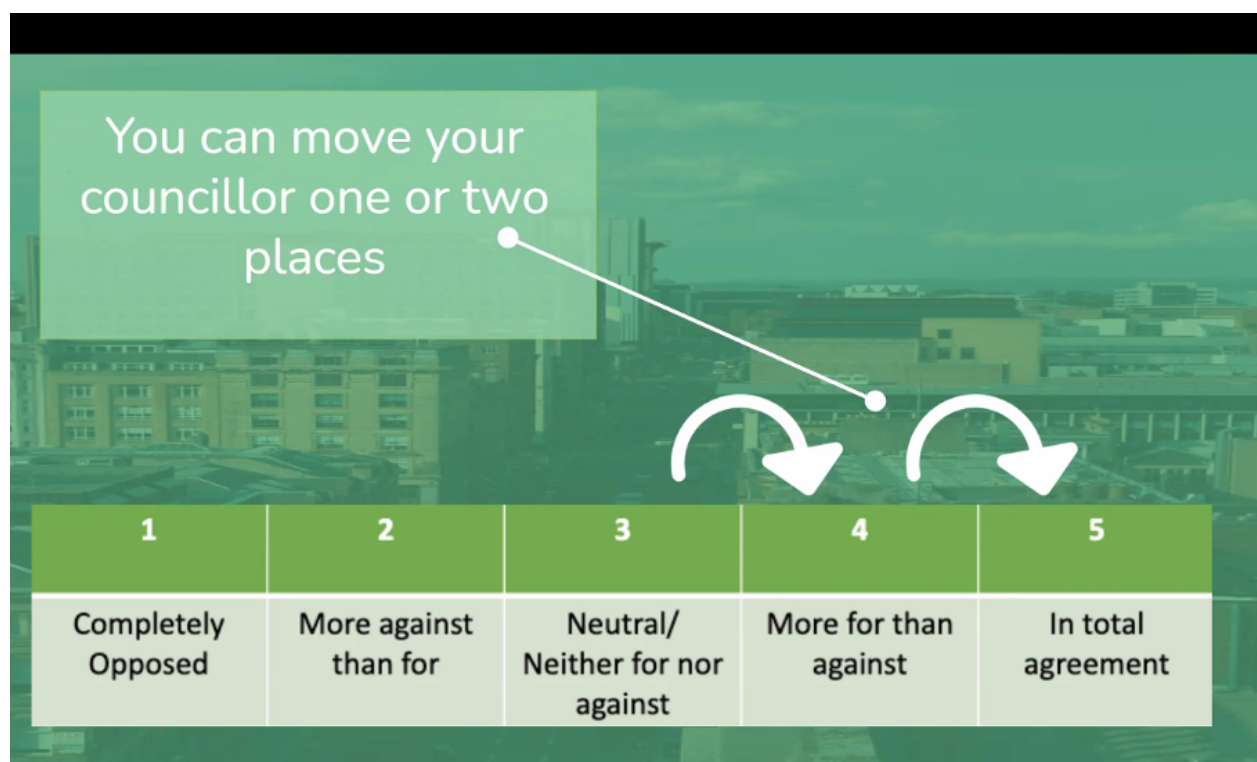 You can move your
councillor one or two
places
1
2
3
4
5
Completely
Opposed
More against
than for
Neutral/
Neither for nor
against
More for than
against
In total
agreement